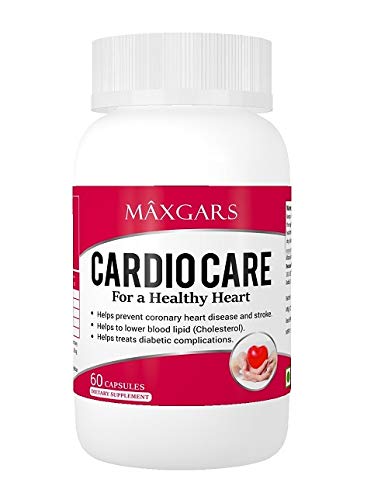 MÂXGARS
CARDIO CARE
For a Healthy Heart
• Helps prevent coronary heart disease and stroke.
• Helps to lower blood lipid (Cholesterol).
• Helps treats diabetic complications.
60 CAPSULES
DIETARY SUPPLEMENT